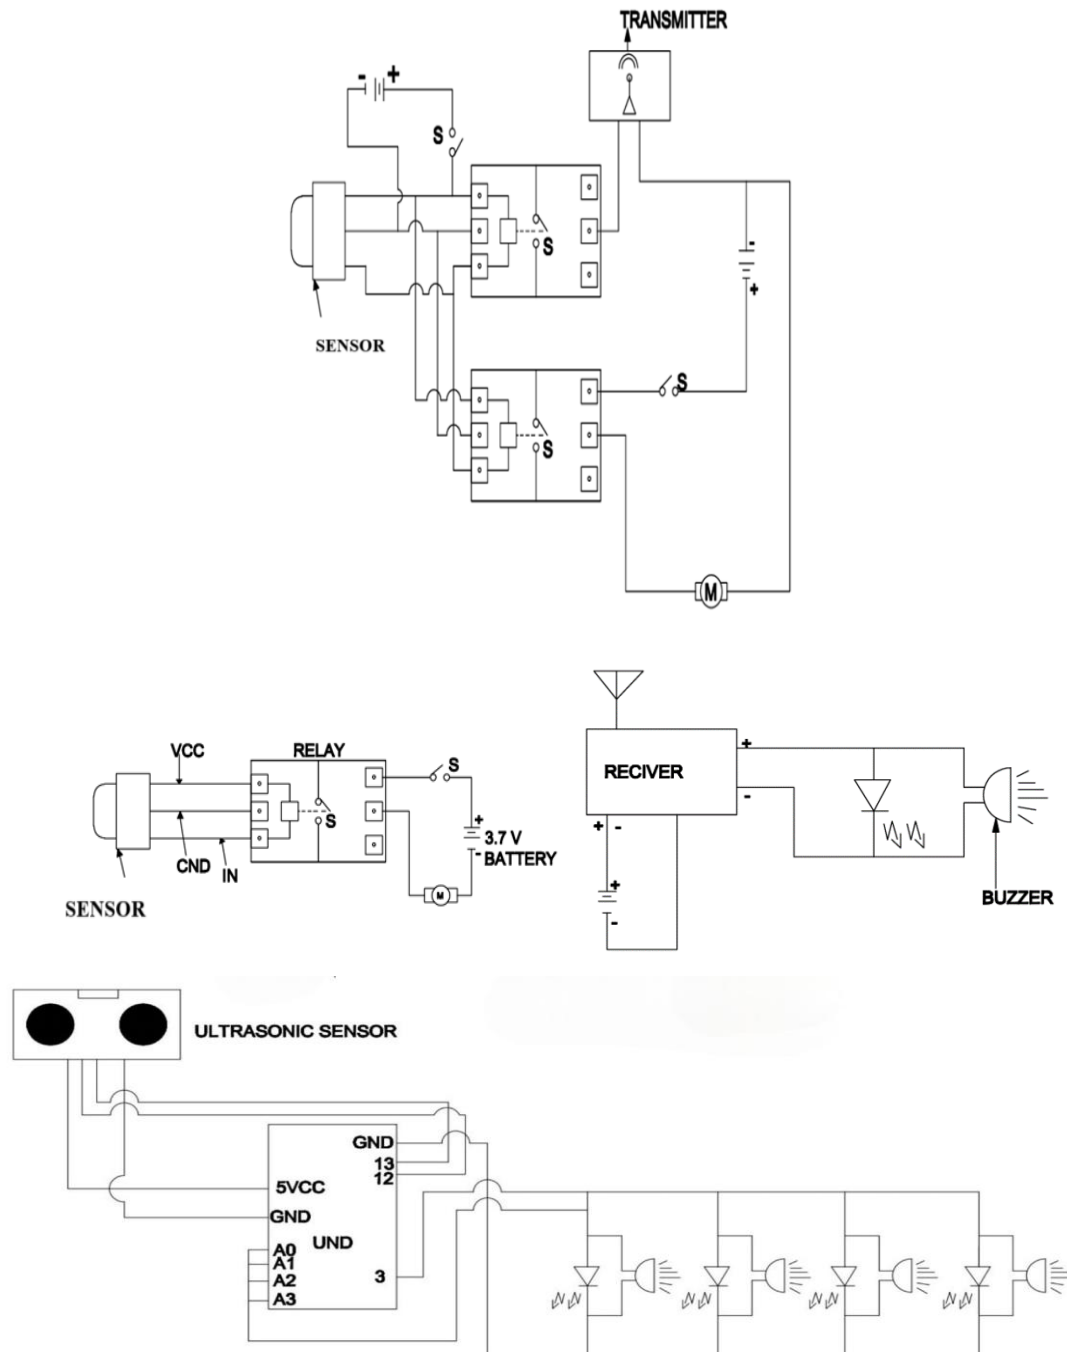 TRANSMITTER
- +
S
S
-
+
SENSOR
S
S
M
VCC
RELAY
S
S
+
3.7 V
-
BATTERY
CND
IN
M
SENSOR
RECIVER
+
-
+ -
+
-
BUZZER
ULTRASONIC SENSOR
GND
13
12
5VCC
GND
UND
A0
A1
A2
A3
3